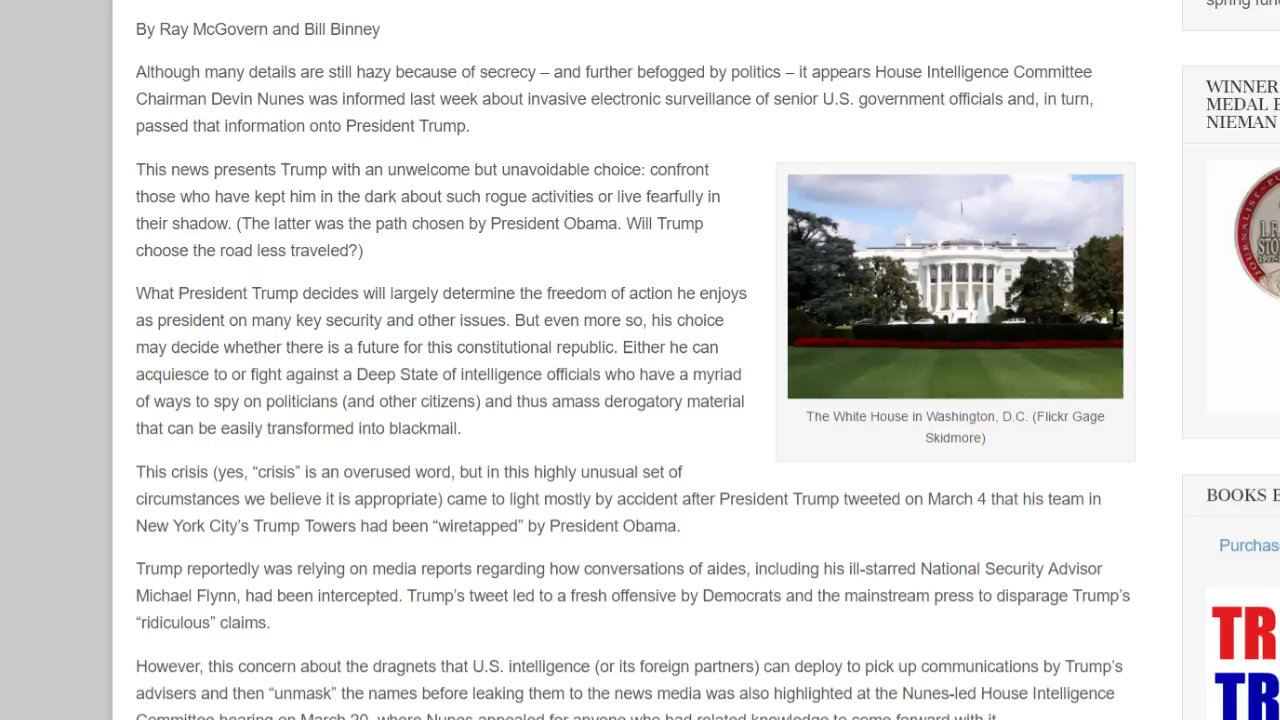 By Ray McGovern and Bill Binney
Although many details are still hazy because of secrecy – and further befogged by politics – it appears House Intelligence Committee
Chairman Devin Nunes was informed last week about invasive electronic surveillance of senior U.S. government officials and, in turn,
passed that information onto President Trump.
This news presents Trump with an unwelcome but unavoidable choice: confront
those who have kept him in the dark about such rogue activities or live fearfully in
their shadow. (The latter was the path chosen by President Obama. Will Trump
choose the road less traveled?)
What President Trump decides will largely determine the freedom of action he enjoys
as president on many key security and other issues. But even more so, his choice
may decide whether there is a future for this constitutional republic. Either he can
acquiesce to or fight against a Deep State of intelligence officials who have a myriad
of ways to spy on politicians (and other citizens) and thus amass derogatory material
that can be easily transformed into blackmail.
The White House in Washington, D.C. (Flickr Gage
Skidmore)
This crisis (yes, “crisis” is an overused word, but in this highly unusual set of
circumstances we believe it is appropriate) came to light mostly by accident after President Trump tweeted on March 4 that his team in
New York City’s Trump Towers had been “wiretapped” by President Obama.
Trump reportedly was relying on media reports regarding how conversations of aides, including his ill-starred National Security Advisor
Michael Flynn, had been intercepted. Trump’s tweet led to a fresh offensive by Democrats and the mainstream press to disparage Trump’s
“ridiculous” claims.
However, this concern about the dragnets that U.S. intelligence (or its foreign partners) can deploy to pick up communications by Trump’s
advisers and then “unmask” the names before leaking them to the news media was also highlighted at the Nunes-led House Intelligence
Committee hearing on March 20, where Nunes appealed for anyone who had related knowledge to come forward with it.
spring fun
WINNER
MEDAL
NIEMAN
BOOKS B
Purchas
TR
TR